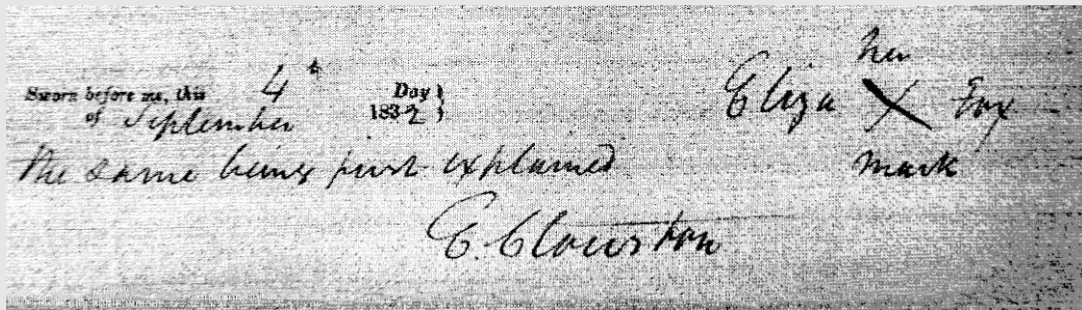 her
Sworn before me, this 4th Day } Eliza X Fox
of September 1832
the same being first explained mark
E. Clouston